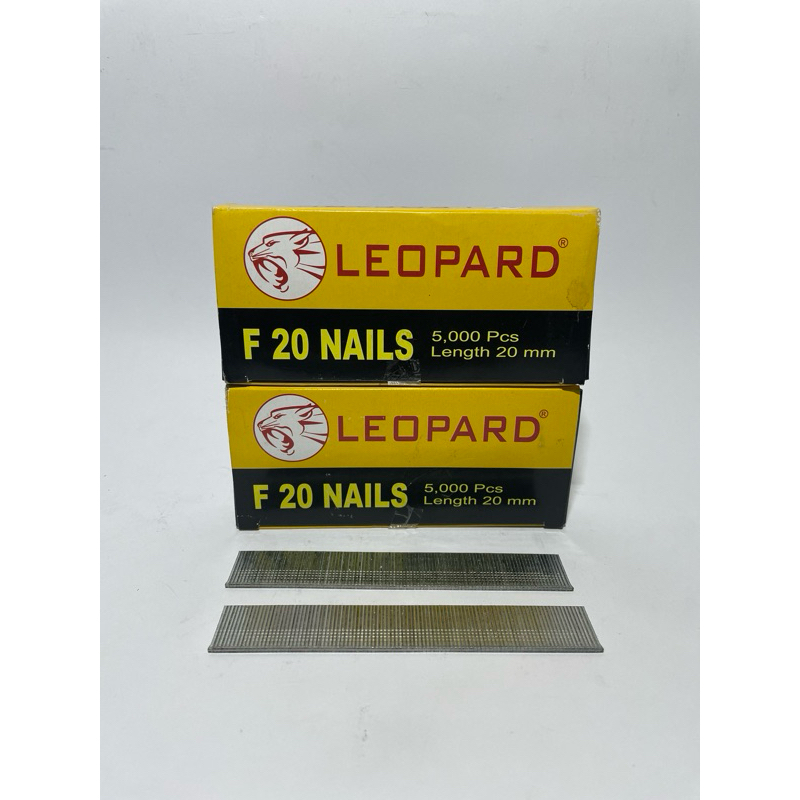 LEOPARD®
F 20 NAILS
5,000 Pcs
Length 20 mm
LEOPARD®
F 20 NAILS
5,000 Pcs
Length 20 mm